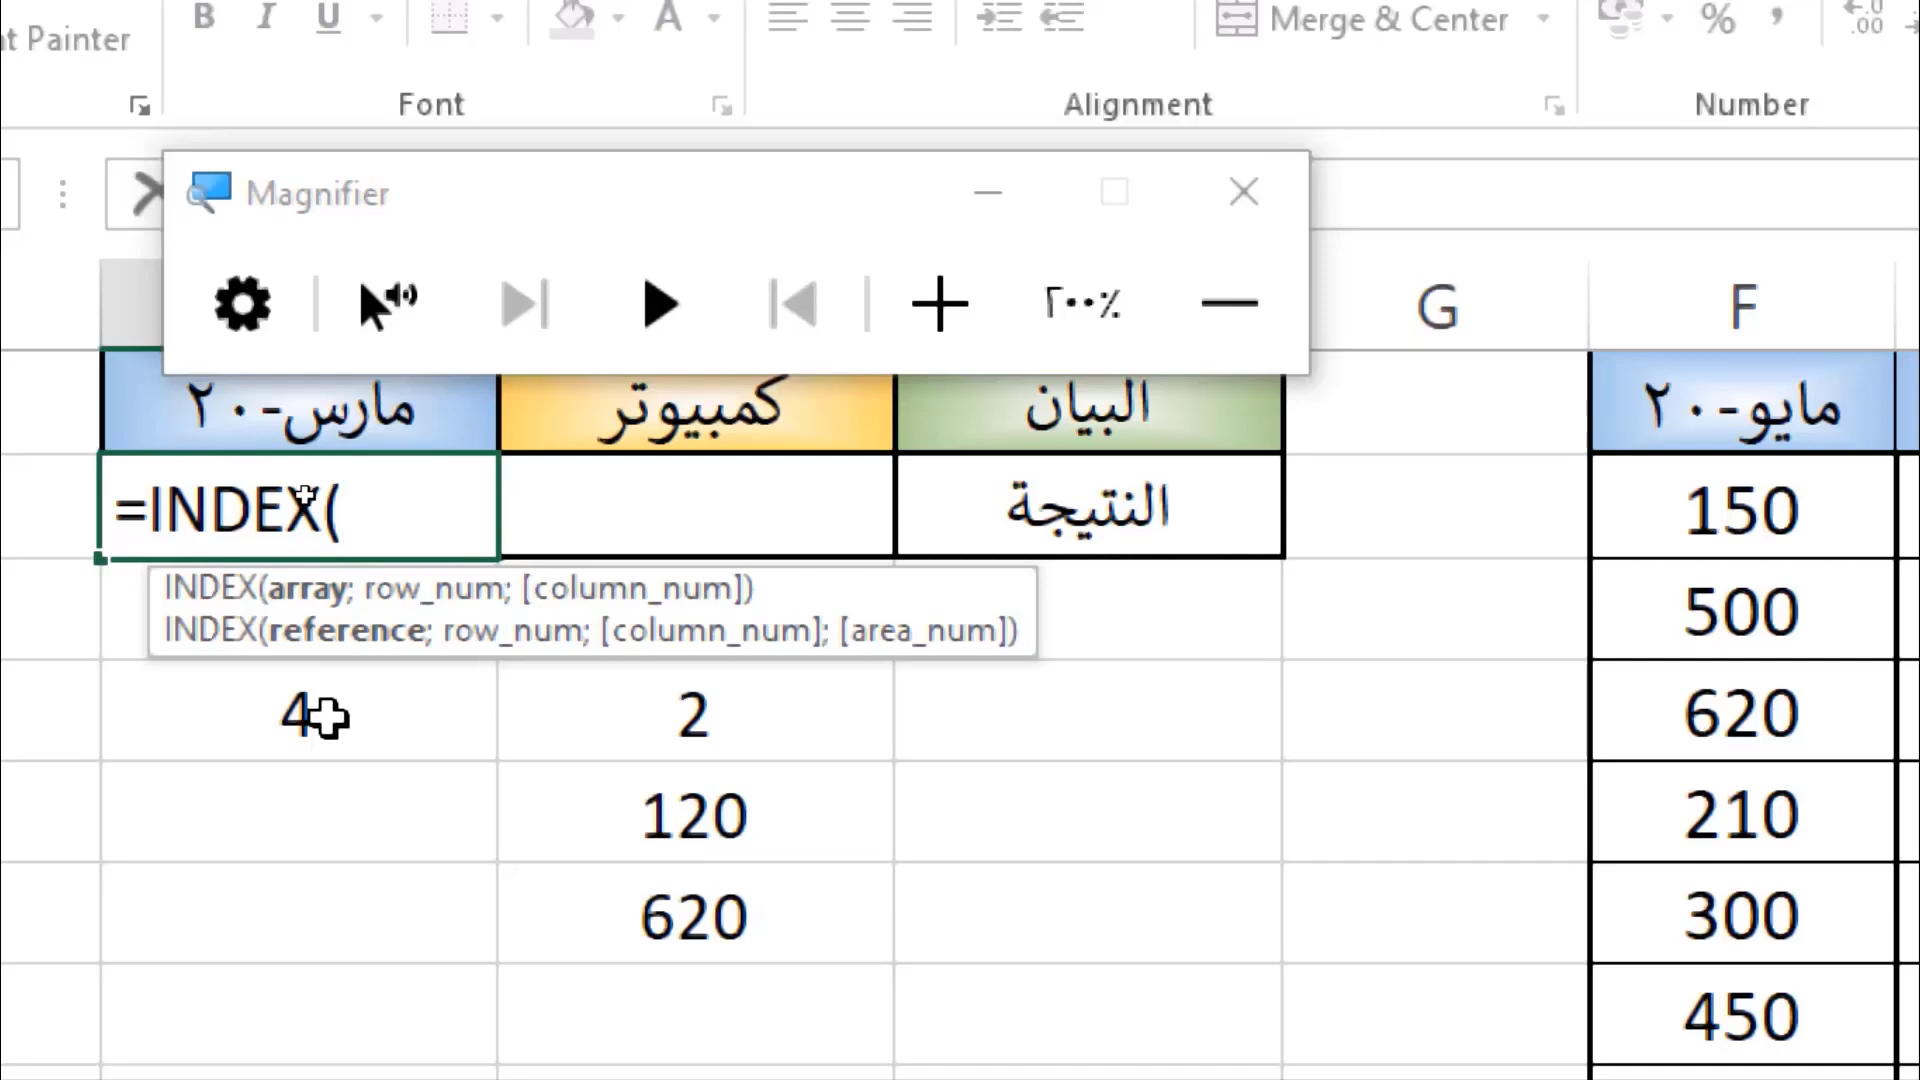 t Painter
B I U A Merge & Center % , .00
Font Alignment Number
Magnifier
٢٠٠٪
G F
مارس-٢٠ كمبيوتر البيان مايو-٢٠
=INDEX( النتيجة 150
INDEX(array; row_num; [column_num])
INDEX(reference; row_num; [column_num]; [area_num])
500
4 2 620
120 210
620 300
450